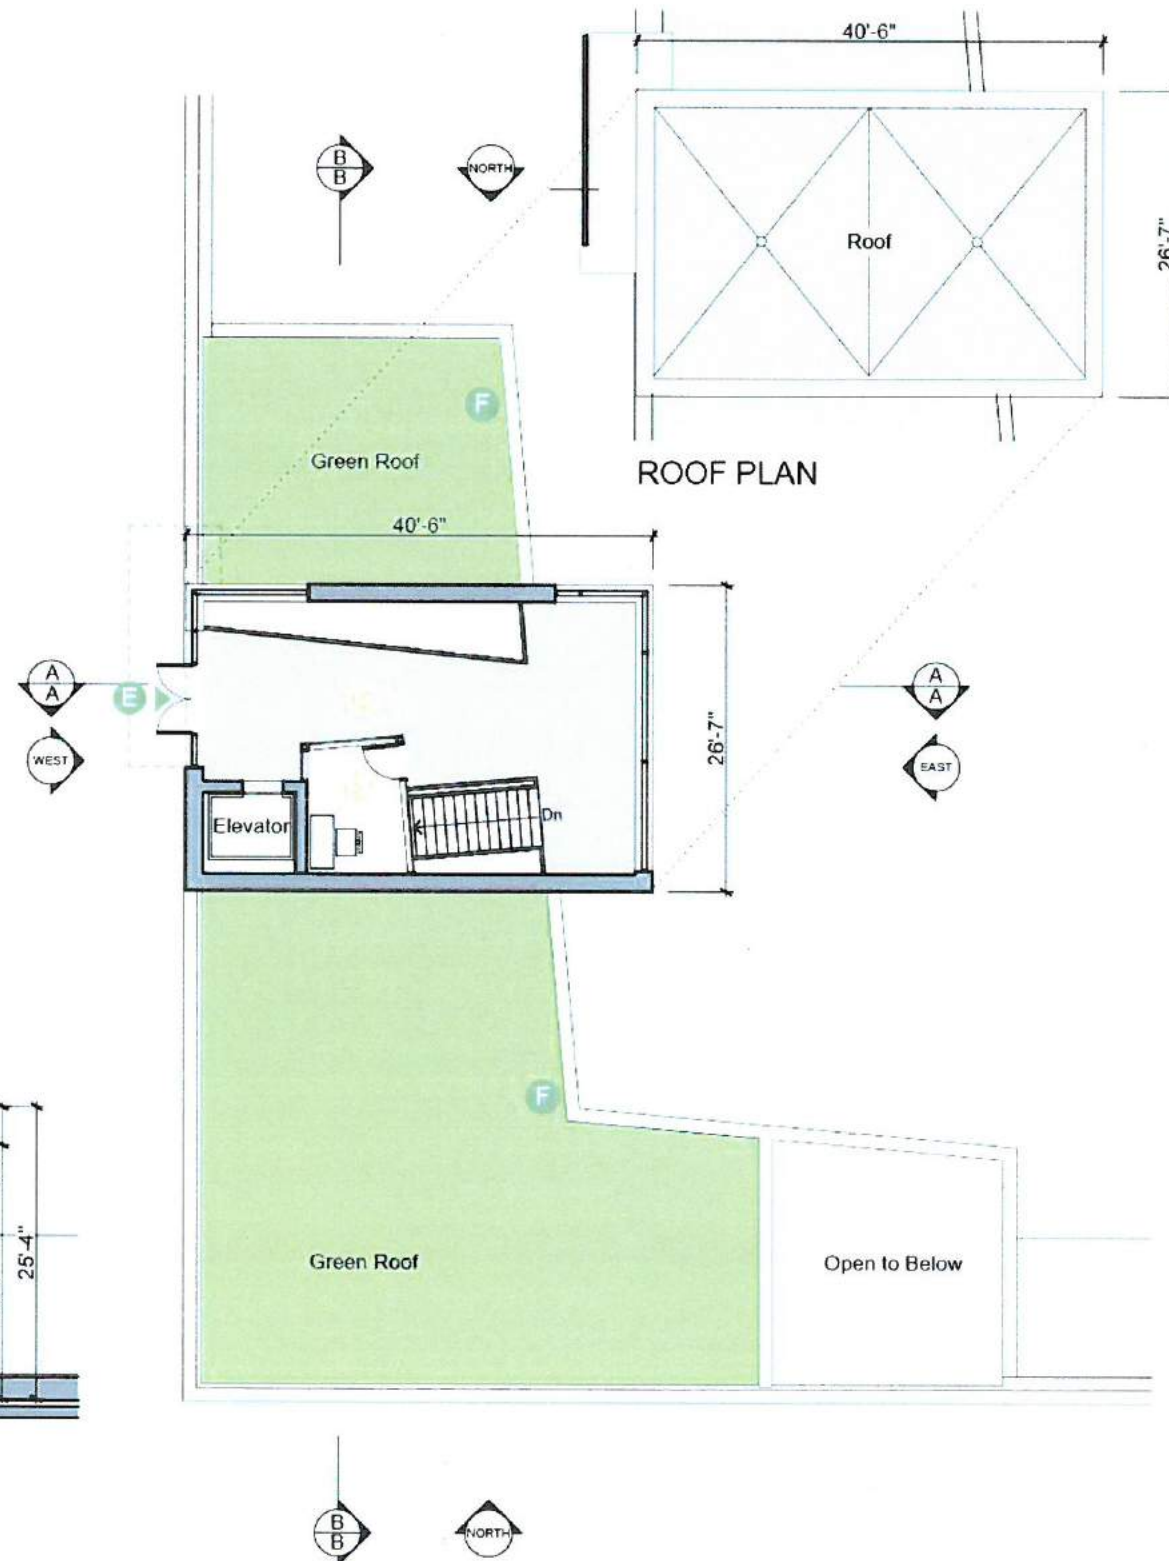 40'-6"
B
B
NORTH
Roof
26'-7"
F
Green Roof
ROOF PLAN
40'-6"
A
A
E
WEST
26'-7"
A
A
EAST
Elevator
Dn
F
25'-4"
Green Roof
Open to Below
B
B
NORTH